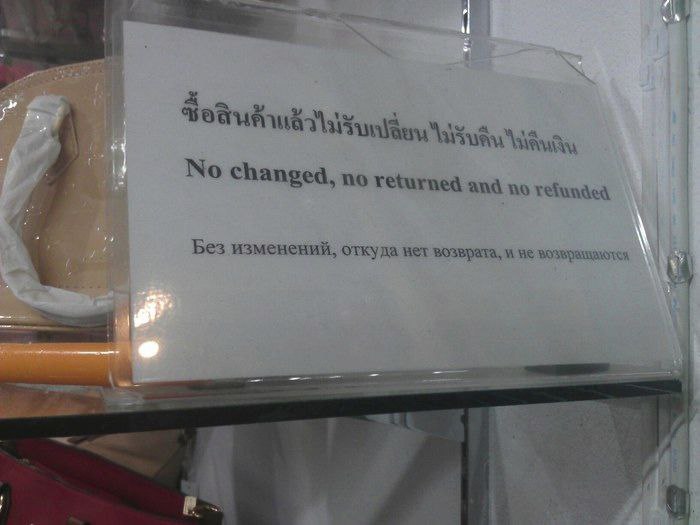 ซื้อสินค้าแล้วไม่รับเปลี่ยน ไม่รับคืน ไม่คืนเงิน
No changed, no returned and no refunded
Без изменений, откуда нет возврата, и не возвращаются